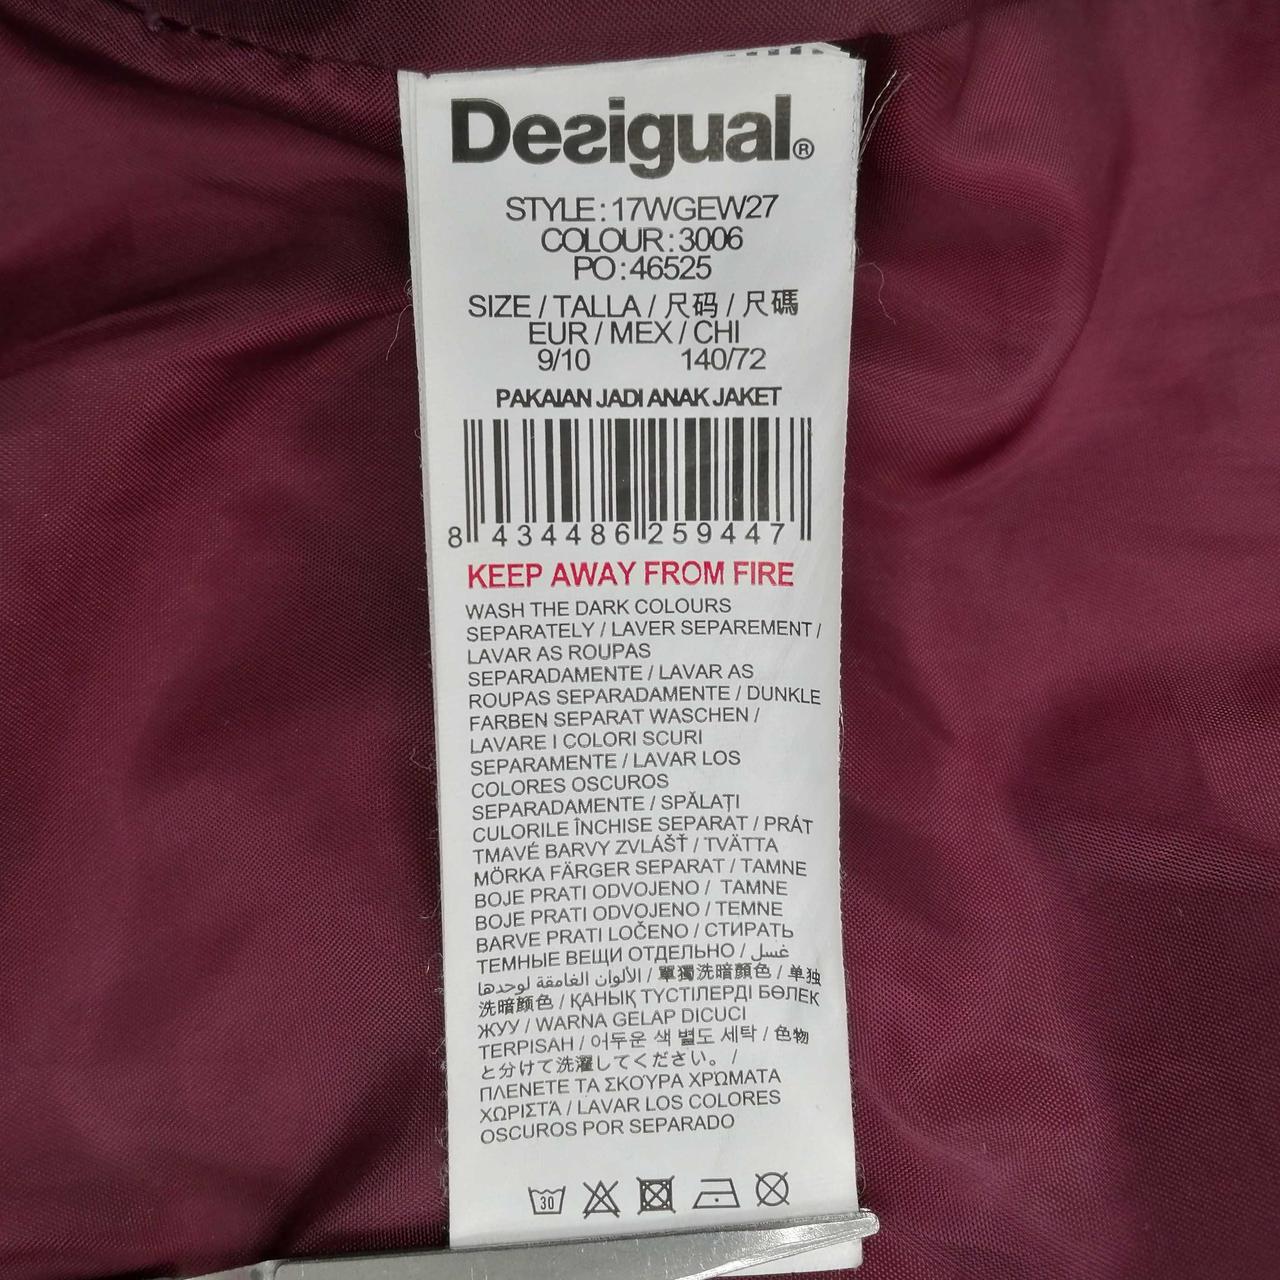 Desigual®
STYLE : 17WGEW27
COLOUR : 3006
PO : 46525
SIZE / TALLA / 尺码 / 尺碼
EUR / MEX / CHI
9/10 140/72
PAKAIAN JADI ANAK JAKET
8 434486 259447
KEEP AWAY FROM FIRE
WASH THE DARK COLOURS
SEPARATELY / LAVER SEPAREMENT /
LAVAR AS ROUPAS
SEPARADAMENTE / LAVAR AS
ROUPAS SEPARADAMENTE / DUNKLE
FARBEN SEPARAT WASCHEN /
LAVARE I COLORI SCURI
SEPARAMENTE / LAVAR LOS
COLORES OSCUROS
SEPARADAMENTE / SPĂLAȚI
CULORILE ÎNCHISE SEPARAT / PRÁT
TMAVÉ BARVY ZVLÁŠŤ / TVÄTTA
MÖRKA FÄRGER SEPARAT / TAMNE
BOJE PRATI ODVOJENO / TAMNE
BOJE PRATI ODVOJENO / TEMNE
BARVE PRATI LOČENO / СТИРАТЬ
ТЕМНЫЕ ВЕЩИ ОТДЕЛЬНО / غسل
الألوان الغامقة لوحدها / 單獨洗暗顏色 / 单独
洗暗颜色 / ҚАНЫҚ ТҮСТІЛЕРДІ БӨЛЕК
ЖУУ / WARNA GELAP DICUCI
TERPISAH / 어두운 색 별도 세탁 / 色物
と分けて洗濯してください。 /
ΠΛΕΝΕΤΕ ΤΑ ΣΚΟΎΡΑ ΧΡΏΜΑΤΑ
ΧΩΡΙΣΤΆ / LAVAR LOS COLORES
OSCUROS POR SEPARADO
30